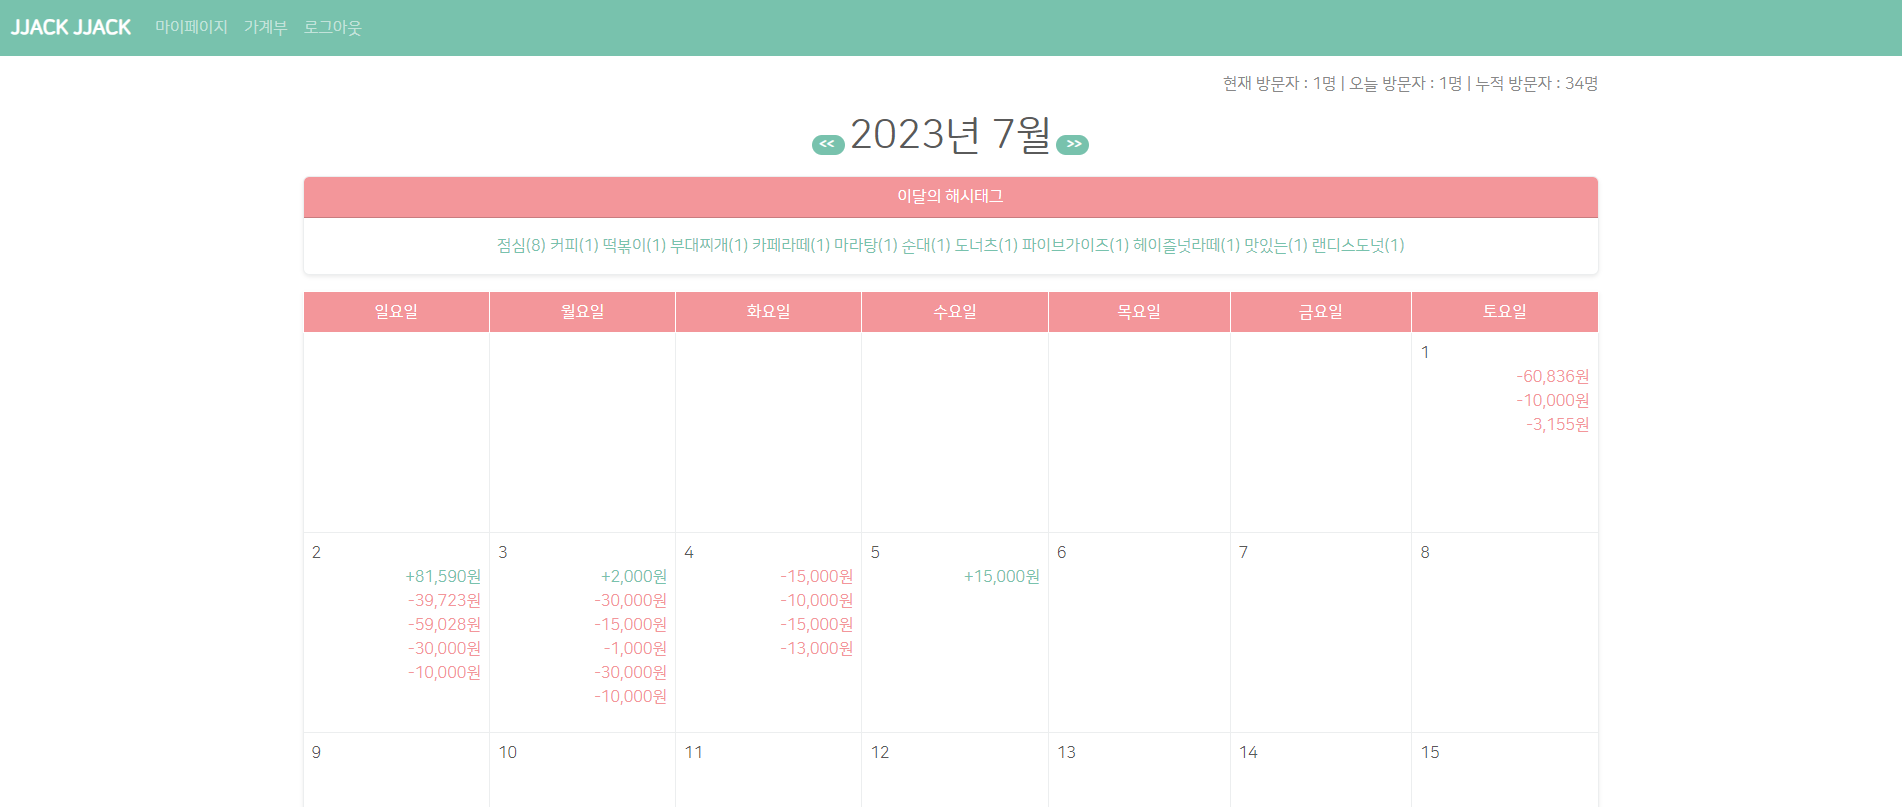 JJACK JJACK 마이페이지 가계부 로그아웃
현재 방문자 : 1명 | 오늘 방문자 : 1명 | 누적 방문자 : 34명
<< 2023년 7월 >>
이달의 해시태그
점심(8) 커피(1) 떡볶이(1) 부대찌개(1) 카페라떼(1) 마라탕(1) 순대(1) 도너츠(1) 파이브가이즈(1) 헤이즐넛라떼(1) 맛있는(1) 랜디스도넛(1)
일요일 월요일 화요일 수요일 목요일 금요일 토요일
1
-60,836원
-10,000원
-3,155원
2 3 4 5 6 7 8
+81,590원 +2,000원 -15,000원 +15,000원
-39,723원 -30,000원 -10,000원
-59,028원 -15,000원 -15,000원
-30,000원 -1,000원 -13,000원
-10,000원 -30,000원
-10,000원
9 10 11 12 13 14 15